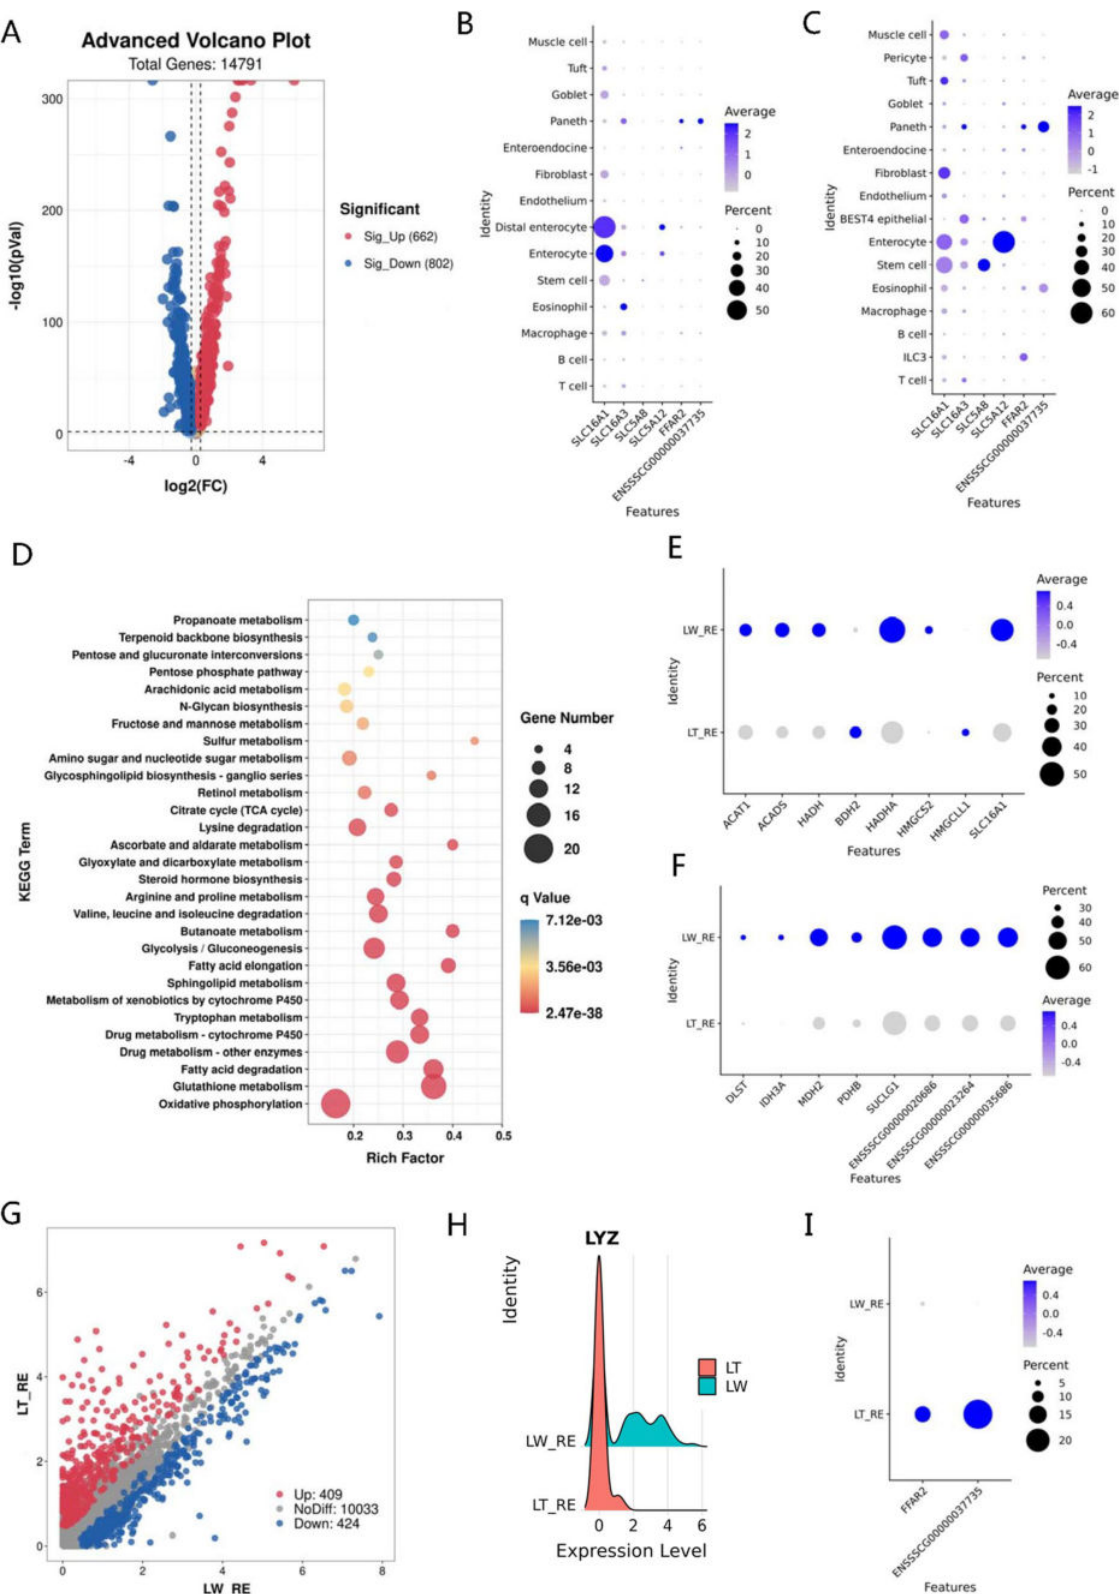 A
Advanced Volcano Plot
Total Genes: 14791
-log10(pVal)
300
200
100
0
-4
0
4
log2(FC)
Significant
Sig_Up (662)
Sig_Down (802)
B
Identity
Muscle cell
Tuft
Goblet
Paneth
Enteroendocine
Fibroblast
Endothelium
Distal enterocyte
Enterocyte
Stem cell
Eosinophil
Macrophage
B cell
T cell
SLC16A1
SLC16A3
SLC5A8
SLC5A12
FFAR2
ENSSSCG00000037735
Features
Average
2
1
0
Percent
0
10
20
30
40
50
C
Identity
Muscle cell
Pericyte
Tuft
Goblet
Paneth
Enteroendocine
Fibroblast
Endothelium
BEST4 epithelial
Enterocyte
Stem cell
Eosinophil
Macrophage
B cell
ILC3
T cell
SLC16A1
SLC16A3
SLC5A8
SLC5A12
FFAR2
ENSSSCG00000037735
Features
Average
2
1
0
-1
Percent
0
10
20
30
40
50
60
D
KEGG Term
Propanoate metabolism
Terpenoid backbone biosynthesis
Pentose and glucuronate interconversions
Pentose phosphate pathway
Arachidonic acid metabolism
N-Glycan biosynthesis
Fructose and mannose metabolism
Sulfur metabolism
Amino sugar and nucleotide sugar metabolism
Glycosphingolipid biosynthesis - ganglio series
Retinol metabolism
Citrate cycle (TCA cycle)
Lysine degradation
Ascorbate and aldarate metabolism
Glyoxylate and dicarboxylate metabolism
Steroid hormone biosynthesis
Arginine and proline metabolism
Valine, leucine and isoleucine degradation
Butanoate metabolism
Glycolysis / Gluconeogenesis
Fatty acid elongation
Sphingolipid metabolism
Metabolism of xenobiotics by cytochrome P450
Tryptophan metabolism
Drug metabolism - cytochrome P450
Drug metabolism - other enzymes
Fatty acid degradation
Glutathione metabolism
Oxidative phosphorylation
0.2
0.3
0.4
0.5
Rich Factor
Gene Number
4
8
12
16
20
q Value
7.12e-03
3.56e-03
2.47e-38
E
Identity
LW_RE
LT_RE
ACAT1
ACADS
HADH
BDH2
HADHA
HMGCS2
HMGCLL1
SLC16A1
Features
Average
0.4
0.0
-0.4
Percent
10
20
30
40
50
F
Identity
LW_RE
LT_RE
DLST
IDH3A
MDH2
PDHB
SUCLG1
ENSSSCG00000020686
ENSSSCG00000023264
ENSSSCG00000035686
Features
Percent
30
40
50
60
Average
0.4
0.0
-0.4
G
LT_RE
6
4
2
0
0
2
4
6
8
LW_RE
Up: 409
NoDiff: 10033
Down: 424
H
LYZ
Identity
LW_RE
LT_RE
0
2
4
6
Expression Level
LT
LW
I
Identity
LW_RE
LT_RE
FFAR2
ENSSSCG00000037735
Features
Average
0.4
0.0
-0.4
Percent
5
10
15
20